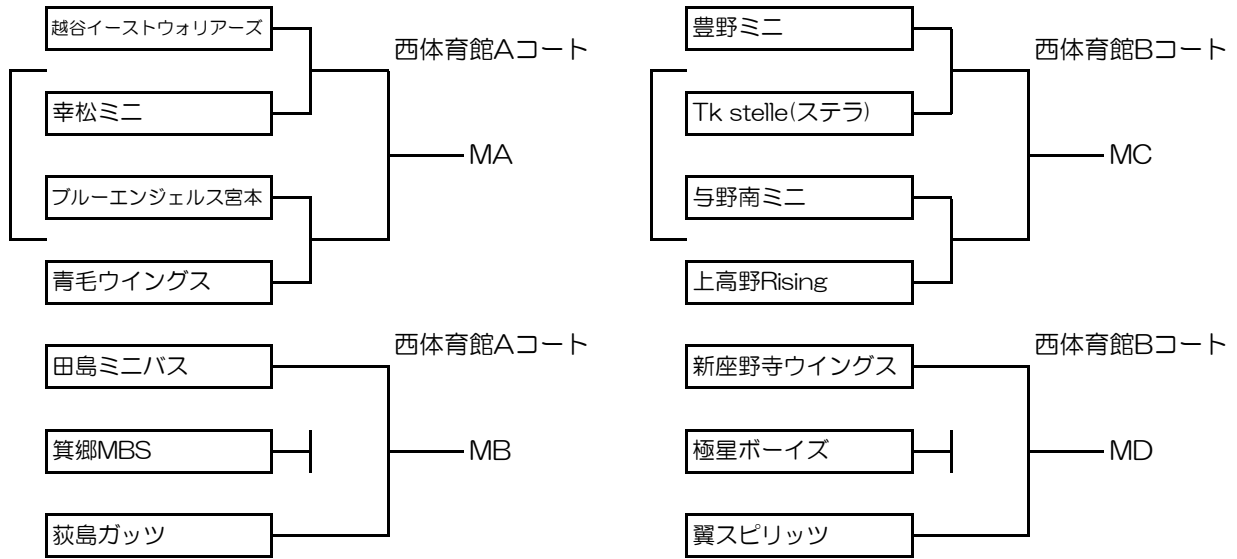 越谷イーストウォリアーズ
西体育館Aコート
幸松ミニ
MA
ブルーエンジェルス宮本
青毛ウイングス
豊野ミニ
西体育館Bコート
Tk stelle(ステラ)
MC
与野南ミニ
上高野Rising
西体育館Aコート
田島ミニバス
箕郷MBS
MB
荻島ガッツ
西体育館Bコート
新座野寺ウイングス
極星ボーイズ
MD
翼スピリッツ